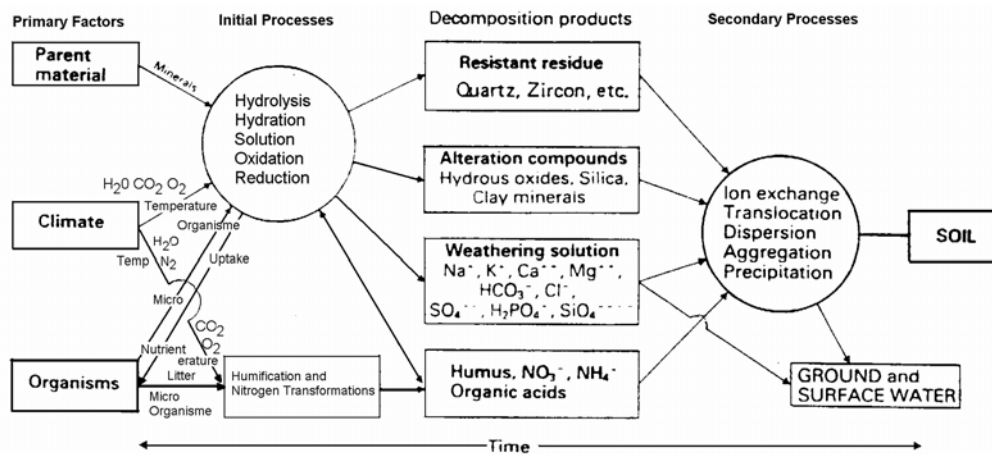 Primary Factors
Initial Processes
Decomposition products
Secondary Processes
Parent
material
Minerals
Hydrolysis
Hydration
Solution
Oxidation
Reduction
Resistant residue
Quartz, Zircon, etc.
Alteration compounds
Hydrous oxides, Silica,
Clay minerals
Ion exchange
Translocation
Dispersion
Aggregation
Precipitation
SOIL
H₂0 CO₂ O₂
Temperature
Climate
Organisme
H₂O
Temp N₂
Uptake
Weathering solution
Na⁺, K⁺, Ca⁺⁺, Mg⁺⁺,
HCO₃⁻, Cl⁻,
SO₄⁻⁻, H₂PO₄⁻, SiO₄⁻⁻⁻⁻
Micro
CO₂
O₂
Nutrient
erature
Litter
Organisms
Micro
Organisme
Humification and
Nitrogen Transformations
Humus, NO₃⁻, NH₄⁻
Organic acids
GROUND and
SURFACE WATER
Time